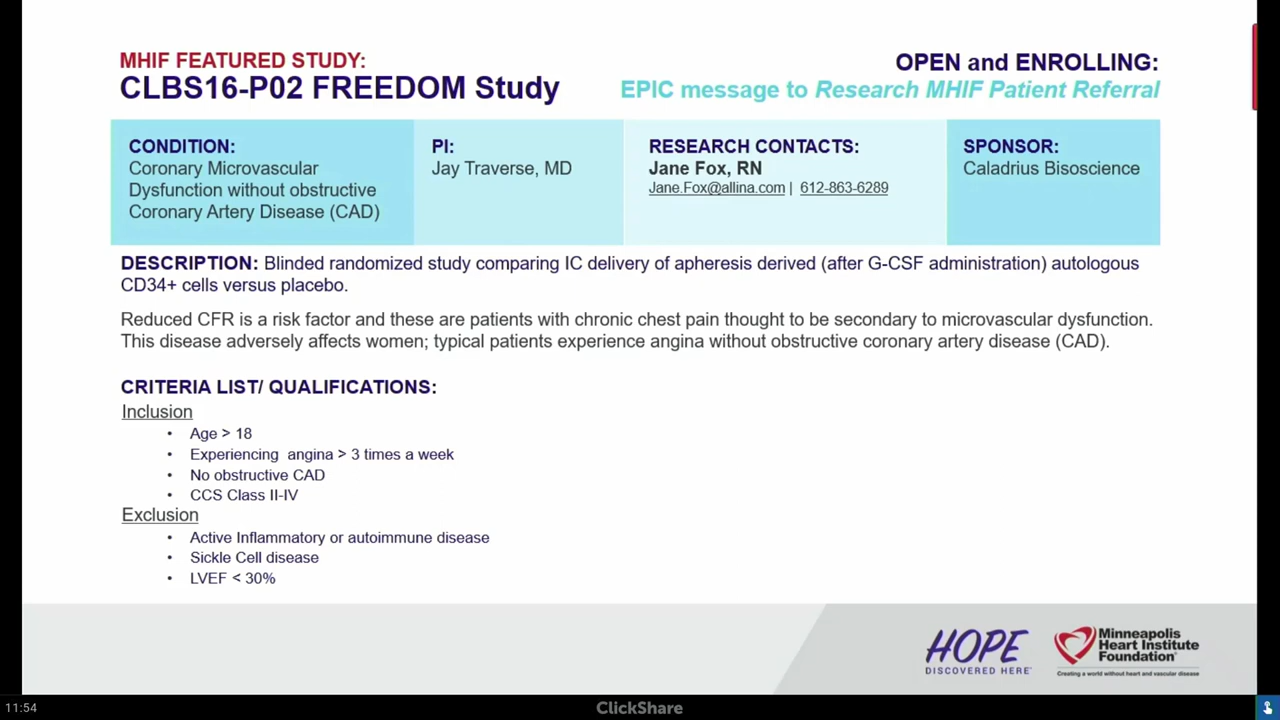 MHIF FEATURED STUDY:
CLBS16-P02 FREEDOM Study
OPEN and ENROLLING:
EPIC message to Research MHIF Patient Referral
CONDITION:
Coronary Microvascular
Dysfunction without obstructive
Coronary Artery Disease (CAD)
PI:
Jay Traverse, MD
RESEARCH CONTACTS:
Jane Fox, RN
Jane.Fox@allina.com | 612-863-6289
SPONSOR:
Caladrius Bisoscience
DESCRIPTION: Blinded randomized study comparing IC delivery of apheresis derived (after G-CSF administration) autologous
CD34+ cells versus placebo.
Reduced CFR is a risk factor and these are patients with chronic chest pain thought to be secondary to microvascular dysfunction.
This disease adversely affects women; typical patients experience angina without obstructive coronary artery disease (CAD).
CRITERIA LIST/ QUALIFICATIONS:
Inclusion
• Age > 18
• Experiencing angina > 3 times a week
• No obstructive CAD
• CCS Class II-IV
Exclusion
• Active Inflammatory or autoimmune disease
• Sickle Cell disease
• LVEF < 30%
HOPE
DISCOVERED HERE
Minneapolis
Heart Institute
Foundation
Creating a world without heart and vascular disease
11:54
ClickShare